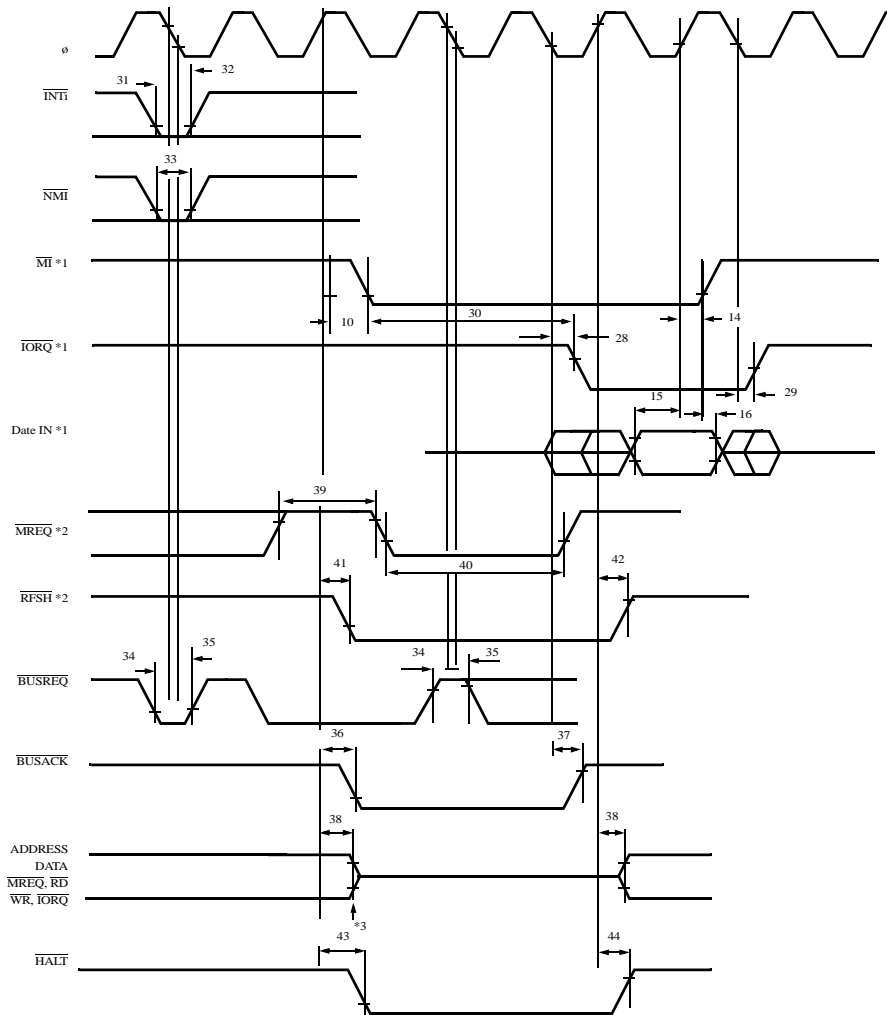 ø
32
31
INTi
33
NMI
MI *1
30
10
14
IORQ *1
28
29
15
16
Date IN *1
39
MREQ *2
40
41
42
RFSH *2
34
35
34
35
BUSREQ
36
37
BUSACK
38
38
ADDRESS
DATA
MREQ, RD
WR, IORQ
*3
43
44
HALT